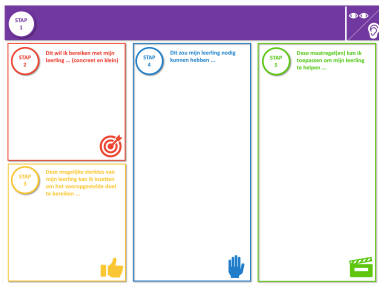 STAP
1
STAP
2
Dit wil ik bereiken met mijn
leerling ... (concreet en klein)
STAP
3
Deze mogelijke sterktes van
mijn leerling kan ik inzetten
om het vooropgestelde doel
te bereiken ...
STAP
4
Dit zou mijn leerling nodig
kunnen hebben ...
STAP
5
Deze maatregel(en) kan ik
toepassen om mijn leerling
te helpen ...